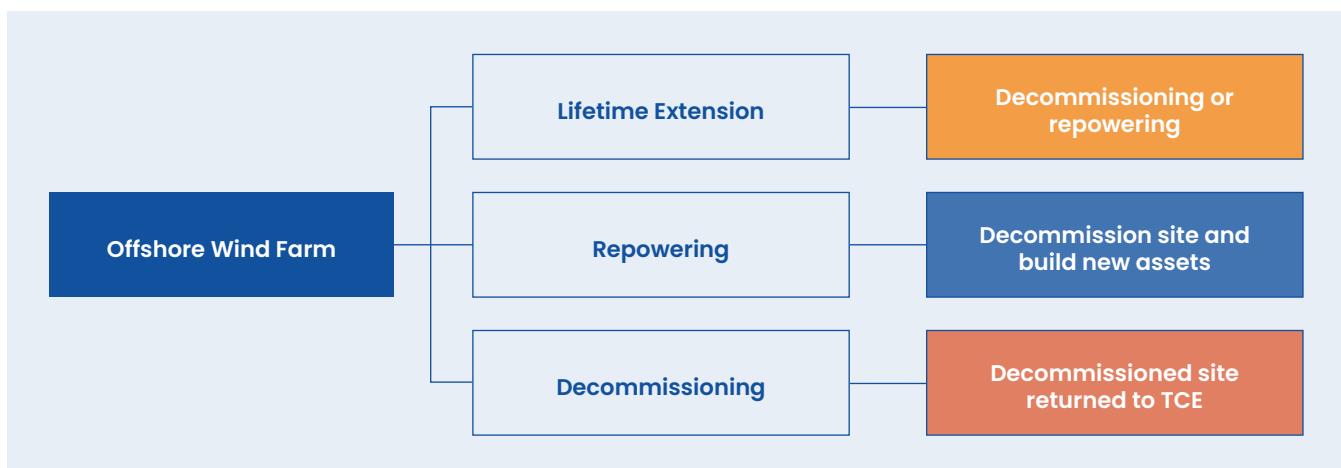 Offshore Wind Farm
Lifetime Extension
Decommissioning or
repowering
Repowering
Decommission site and
build new assets
Decommissioning
Decommissioned site
returned to TCE